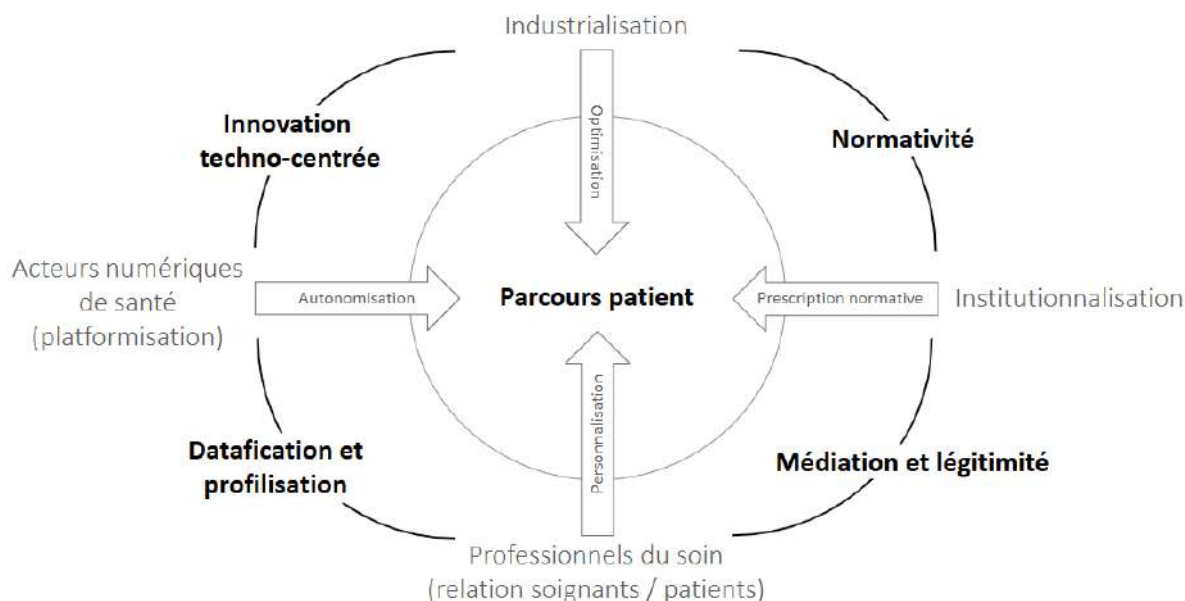 Industrialisation
Optimisation
Innovation
techno-centrée
Normativité
Acteurs numériques
de santé
(platformisation)
Autonomisation
Parcours patient
Prescription normative
Institutionnalisation
Personnalisation
Datafication et
profilisation
Médiation et légitimité
Professionnels du soin
(relation soignants / patients)